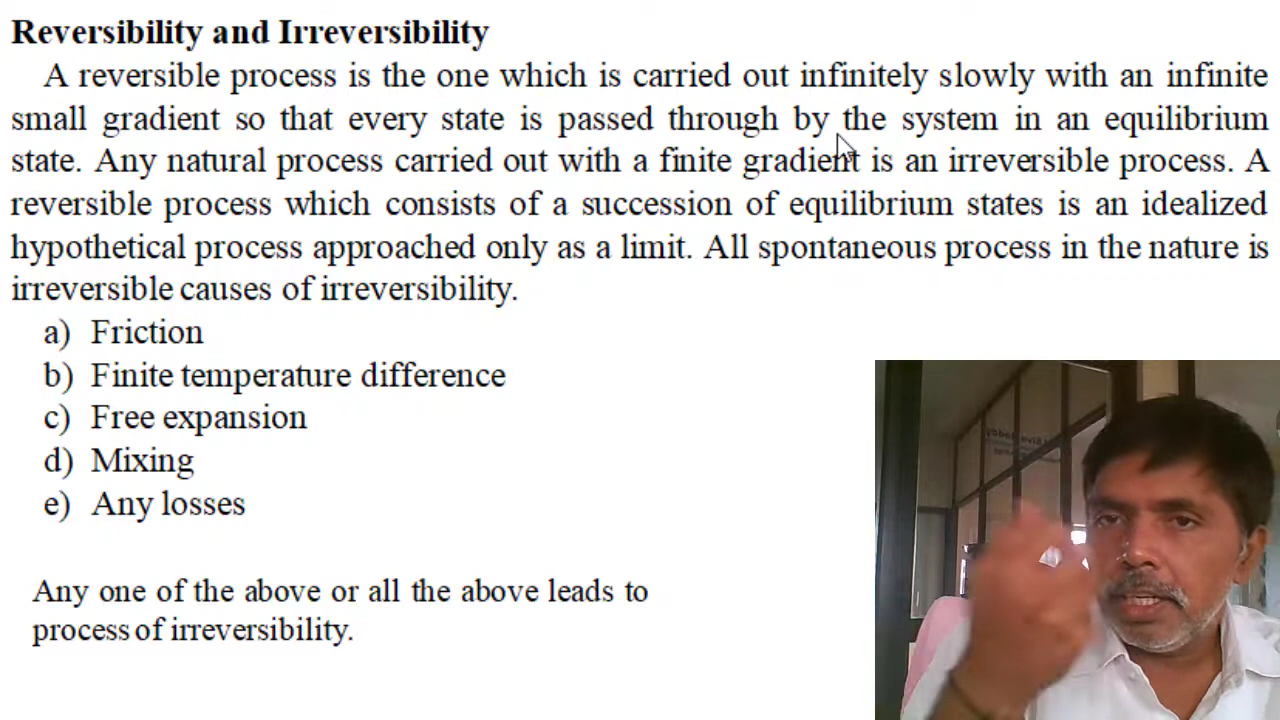 Reversibility and Irreversibility
A reversible process is the one which is carried out infinitely slowly with an infinite
small gradient so that every state is passed through by the system in an equilibrium
state. Any natural process carried out with a finite gradient is an irreversible process. A
reversible process which consists of a succession of equilibrium states is an idealized
hypothetical process approached only as a limit. All spontaneous process in the nature is
irreversible causes of irreversibility.
a) Friction
b) Finite temperature difference
c) Free expansion
d) Mixing
e) Any losses
Any one of the above or all the above leads to
process of irreversibility.